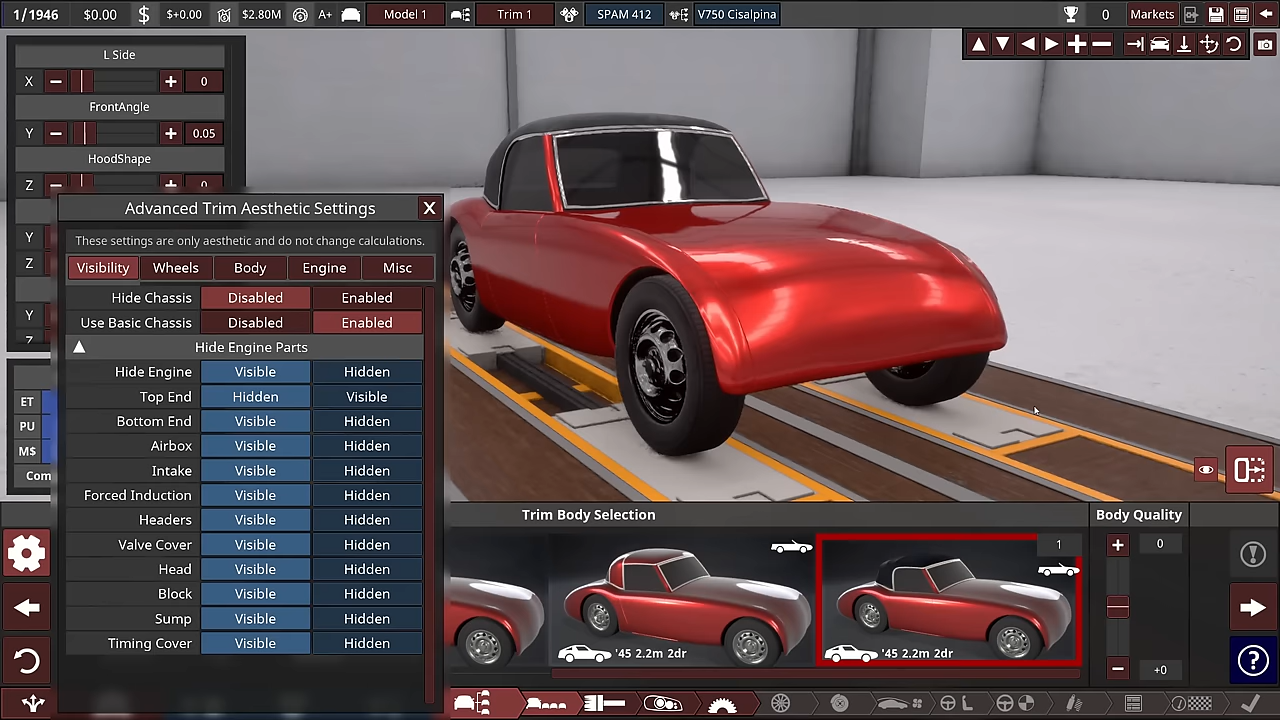 1/1946 $0.00 $+0.00 $2.80M A+ Model 1 Trim 1 SPAM 412 V750 Cisalpina 0 Markets
L Side
X 0
FrontAngle
Y 0.05
HoodShape
Z 0
Y
Z
Y
Z
ET
PU
M$
Com
Advanced Trim Aesthetic Settings X
These settings are only aesthetic and do not change calculations.
Visibility Wheels Body Engine Misc
Hide Chassis Disabled Enabled
Use Basic Chassis Disabled Enabled
Hide Engine Parts
Hide Engine Visible Hidden
Top End Hidden Visible
Bottom End Visible Hidden
Airbox Visible Hidden
Intake Visible Hidden
Forced Induction Visible Hidden
Headers Visible Hidden
Valve Cover Visible Hidden
Head Visible Hidden
Block Visible Hidden
Sump Visible Hidden
Timing Cover Visible Hidden
Trim Body Selection
'45 2.2m 2dr
1
'45 2.2m 2dr
Body Quality
0
+0
?